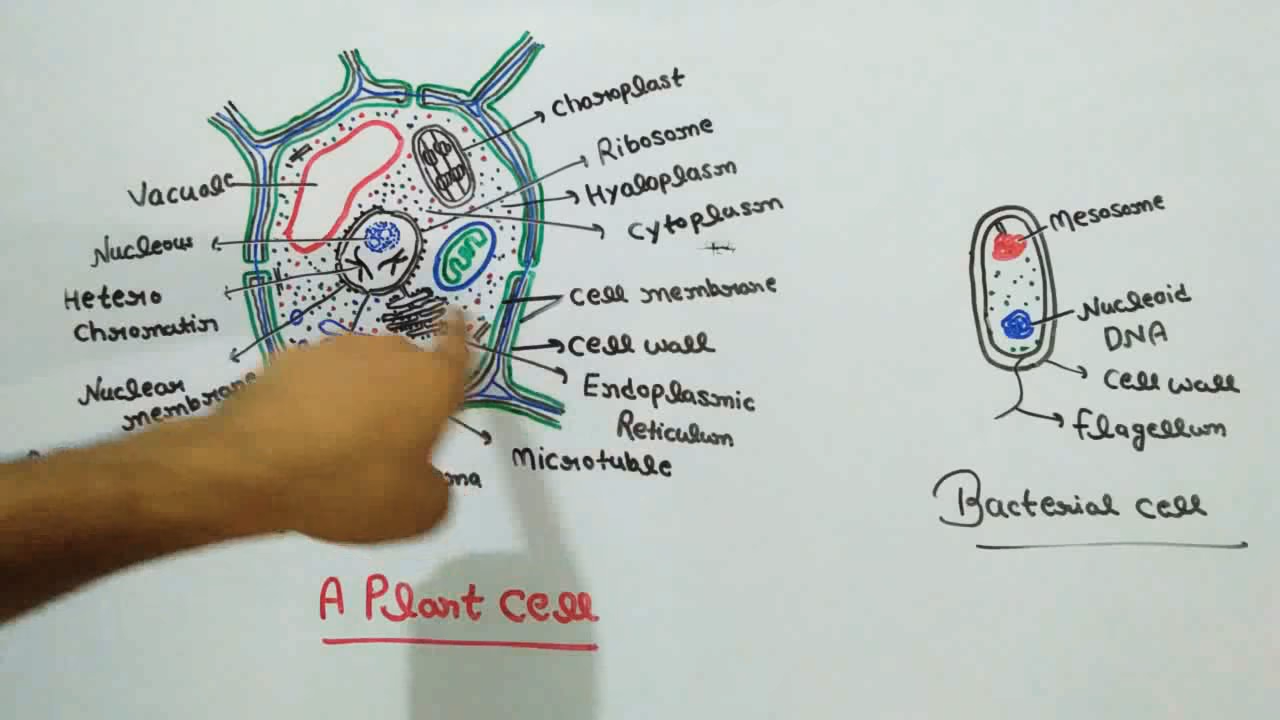 Choroplast
Ribosome
Hyaloplasm
Cytoplasm
Vacuole
Nucleous
Hetero
Chromatin
Nuclear
membrane
Cell membrane
Cell wall
Endoplasmic
Reticulum
Microtuble
A Plant Cell
Mesosome
Nucleoid
DNA
Cell wall
flagellum
Bacterial cell